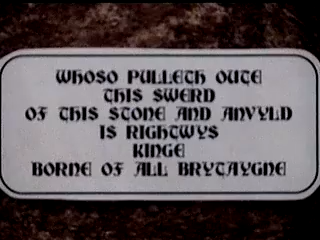 WHOSO PULLETH OUTE
THIS SWERD
OF THIS STONE AND ANVYLD
IS RIGHTWYS
KINGE
BORNE OF ALL BRYTAYGNE